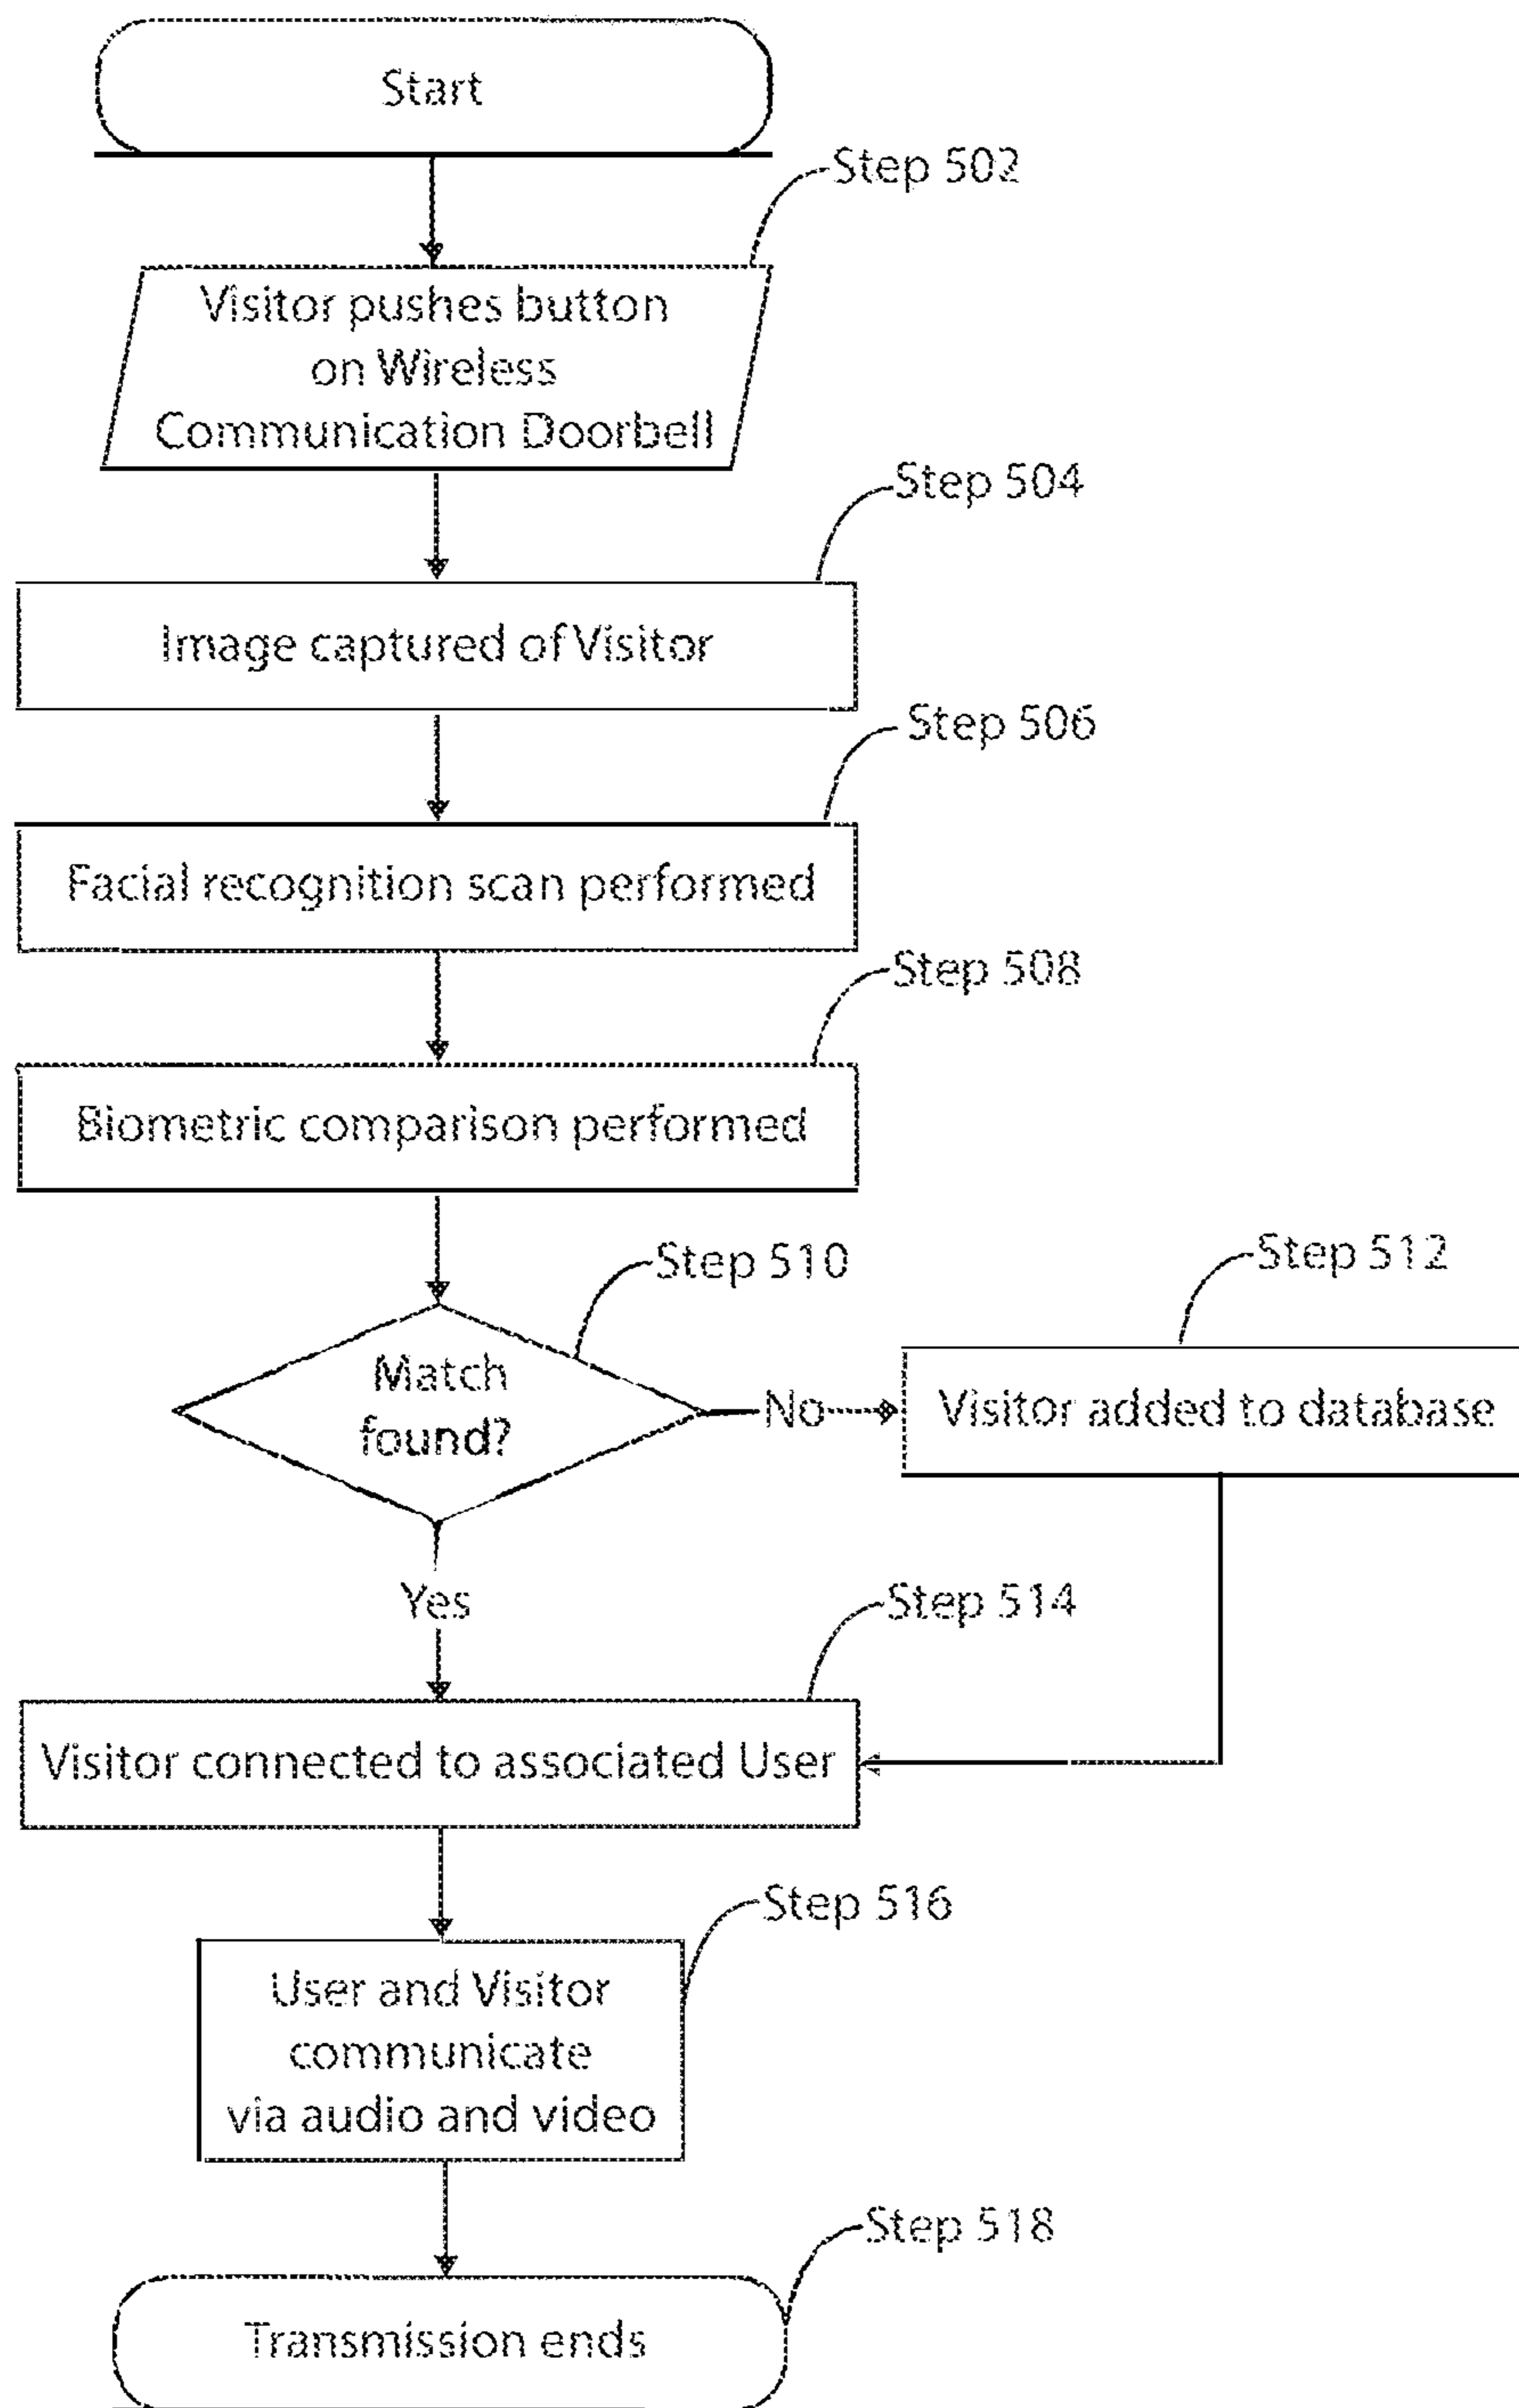 Start
Step 502
Visitor pushes button
on Wireless
Communication Doorbell
Step 504
Image captured of Visitor
Step 506
Facial recognition scan performed
Step 508
Biometric comparison performed
Step 510
Match
found?
No
Step 512
Visitor added to database
Yes
Step 514
Visitor connected to associated User
Step 516
User and Visitor
communicate
via audio and video
Step 518
Transmission ends